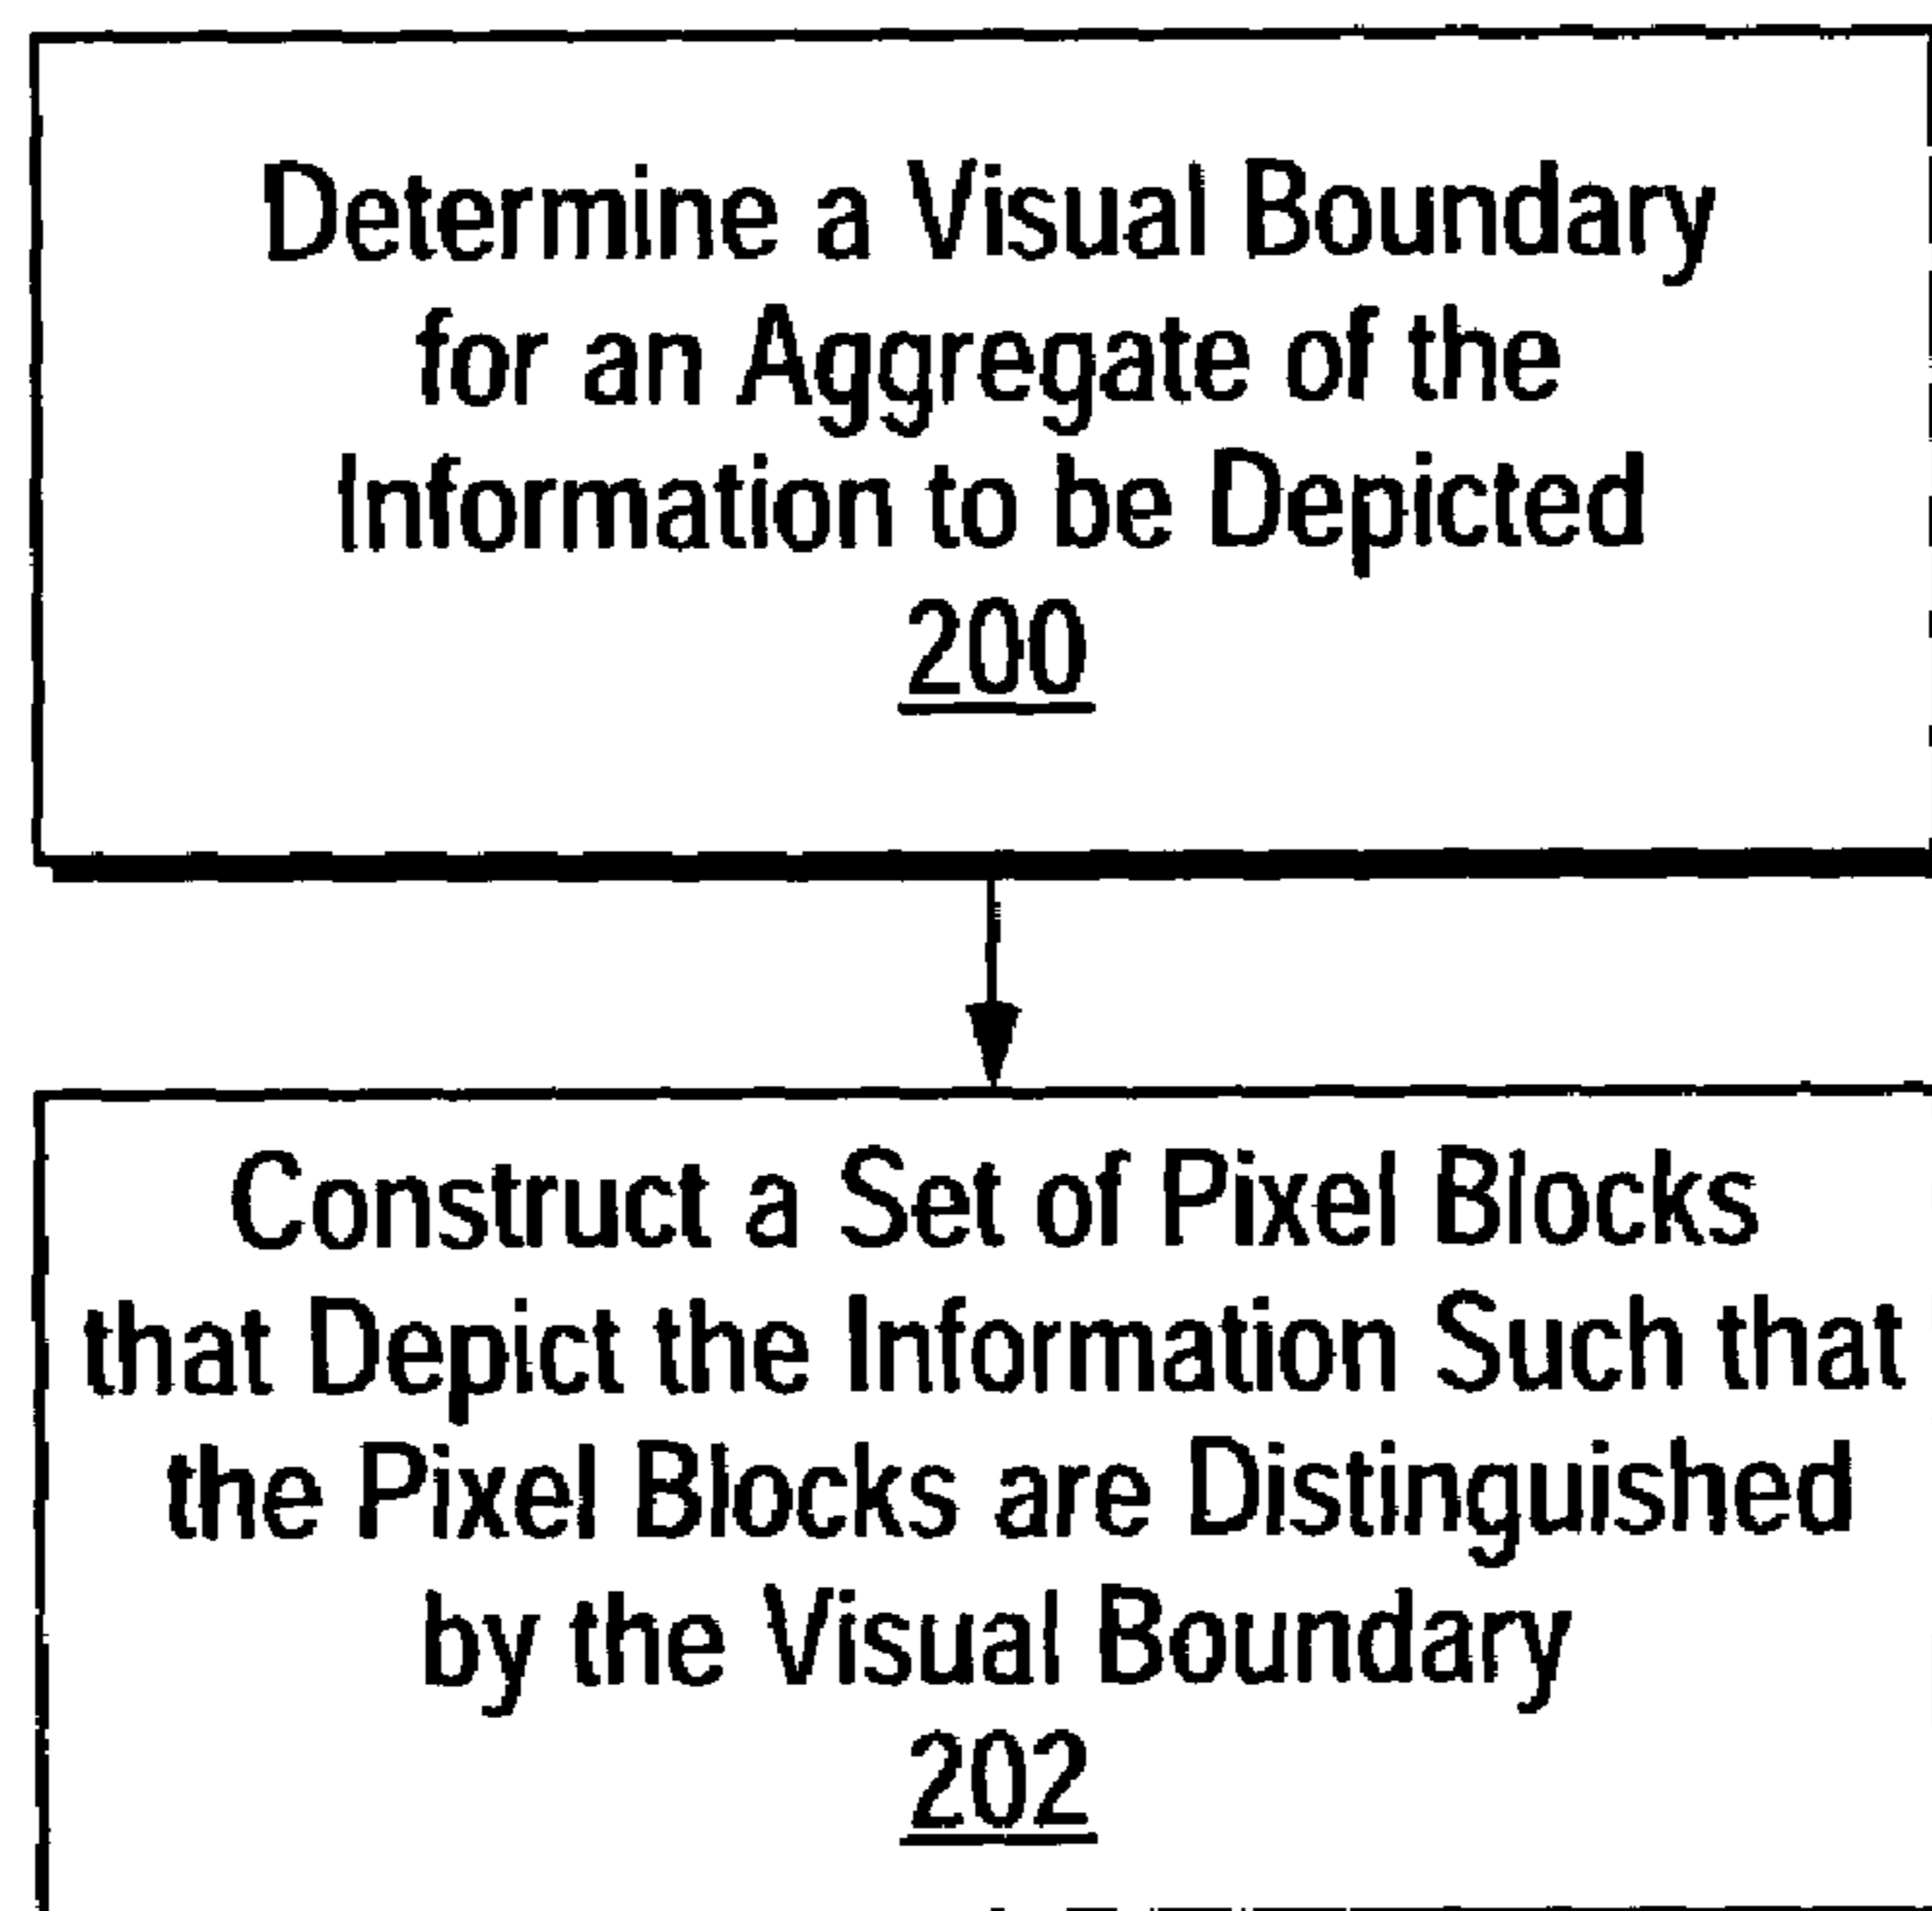 Determine a Visual Boundary
for an Aggregate of the
Information to be Depicted
200
Construct a Set of Pixel Blocks
that Depict the Information Such that
the Pixel Blocks are Distinguished
by the Visual Boundary
202